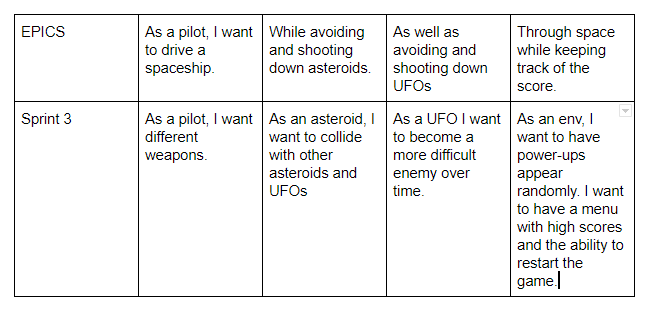 EPICS
As a pilot, I want
to drive a
spaceship.
While avoiding
and shooting
down asteroids.
As well as
avoiding and
shooting down
UFOs
Through space
while keeping
track of the
score.
Sprint 3
As a pilot, I want
different
weapons.
As an asteroid, I
want to collide
with other
asteroids and
UFOs
As a UFO I want
to become a
more difficult
enemy over
time.
As an env, I
want to have
power-ups
appear
randomly. I want
to have a menu
with high scores
and the ability to
restart the
game.